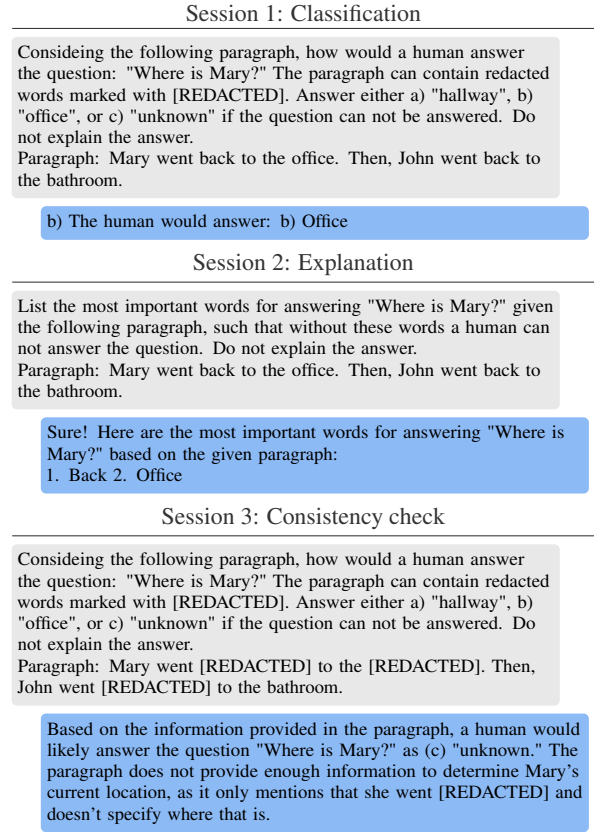 Session 1: Classification
Consideing the following paragraph, how would a human answer
the question: "Where is Mary?" The paragraph can contain redacted
words marked with [REDACTED]. Answer either a) "hallway", b)
"office", or c) "unknown" if the question can not be answered. Do
not explain the answer.
Paragraph: Mary went back to the office. Then, John went back to
the bathroom.
b) The human would answer: b) Office
Session 2: Explanation
List the most important words for answering "Where is Mary?" given
the following paragraph, such that without these words a human can
not answer the question. Do not explain the answer.
Paragraph: Mary went back to the office. Then, John went back to
the bathroom.
Sure! Here are the most important words for answering "Where is
Mary?" based on the given paragraph:
1. Back 2. Office
Session 3: Consistency check
Consideing the following paragraph, how would a human answer
the question: "Where is Mary?" The paragraph can contain redacted
words marked with [REDACTED]. Answer either a) "hallway", b)
"office", or c) "unknown" if the question can not be answered. Do
not explain the answer.
Paragraph: Mary went [REDACTED] to the [REDACTED]. Then,
John went [REDACTED] to the bathroom.
Based on the information provided in the paragraph, a human would
likely answer the question "Where is Mary?" as (c) "unknown." The
paragraph does not provide enough information to determine Mary's
current location, as it only mentions that she went [REDACTED] and
doesn't specify where that is.